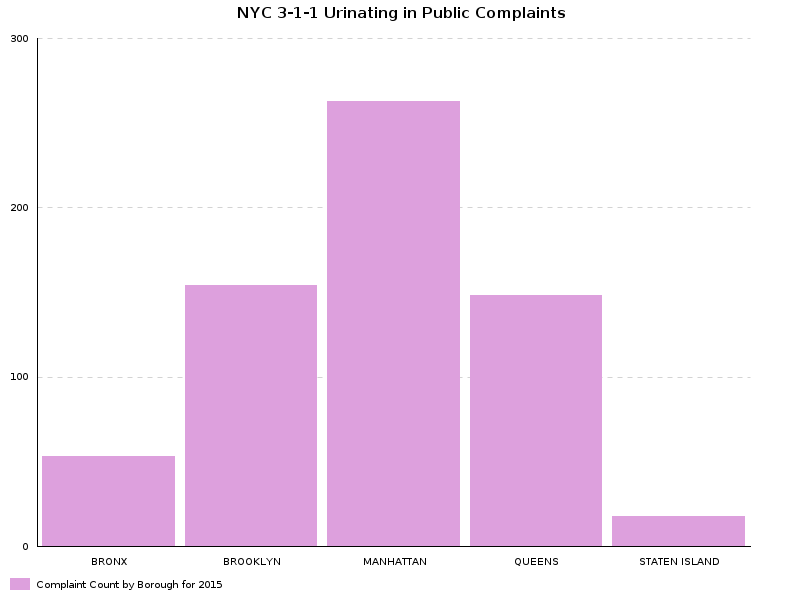 NYC 3-1-1 Urinating in Public Complaints
300
200
100
0
BRONX BROOKLYN MANHATTAN QUEENS STATEN ISLAND
Complaint Count by Borough for 2015